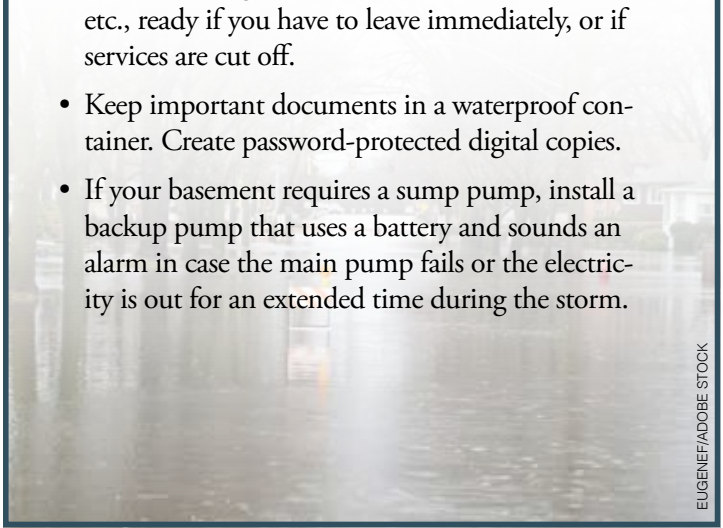 etc., ready if you have to leave immediately, or if
services are cut off.
• Keep important documents in a waterproof con-
tainer. Create password-protected digital copies.
• If your basement requires a sump pump, install a
backup pump that uses a battery and sounds an
alarm in case the main pump fails or the electric-
ity is out for an extended time during the storm.
EUGENEF/ADOBE STOCK